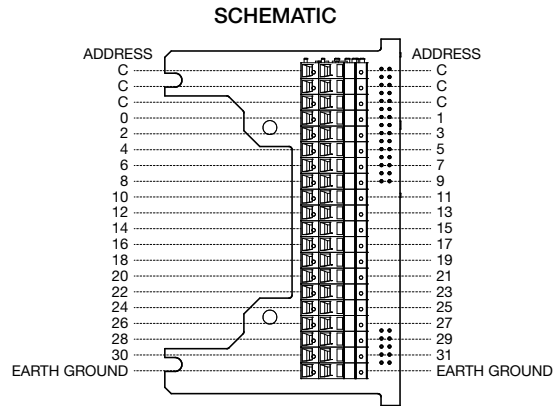 SCHEMATIC
ADDRESS ADDRESS
C C
C C
C C
0 1
2 3
4 5
6 7
8 9
10 11
12 13
14 15
16 17
18 19
20 21
22 23
24 25
26 27
28 29
30 31
EARTH GROUND EARTH GROUND